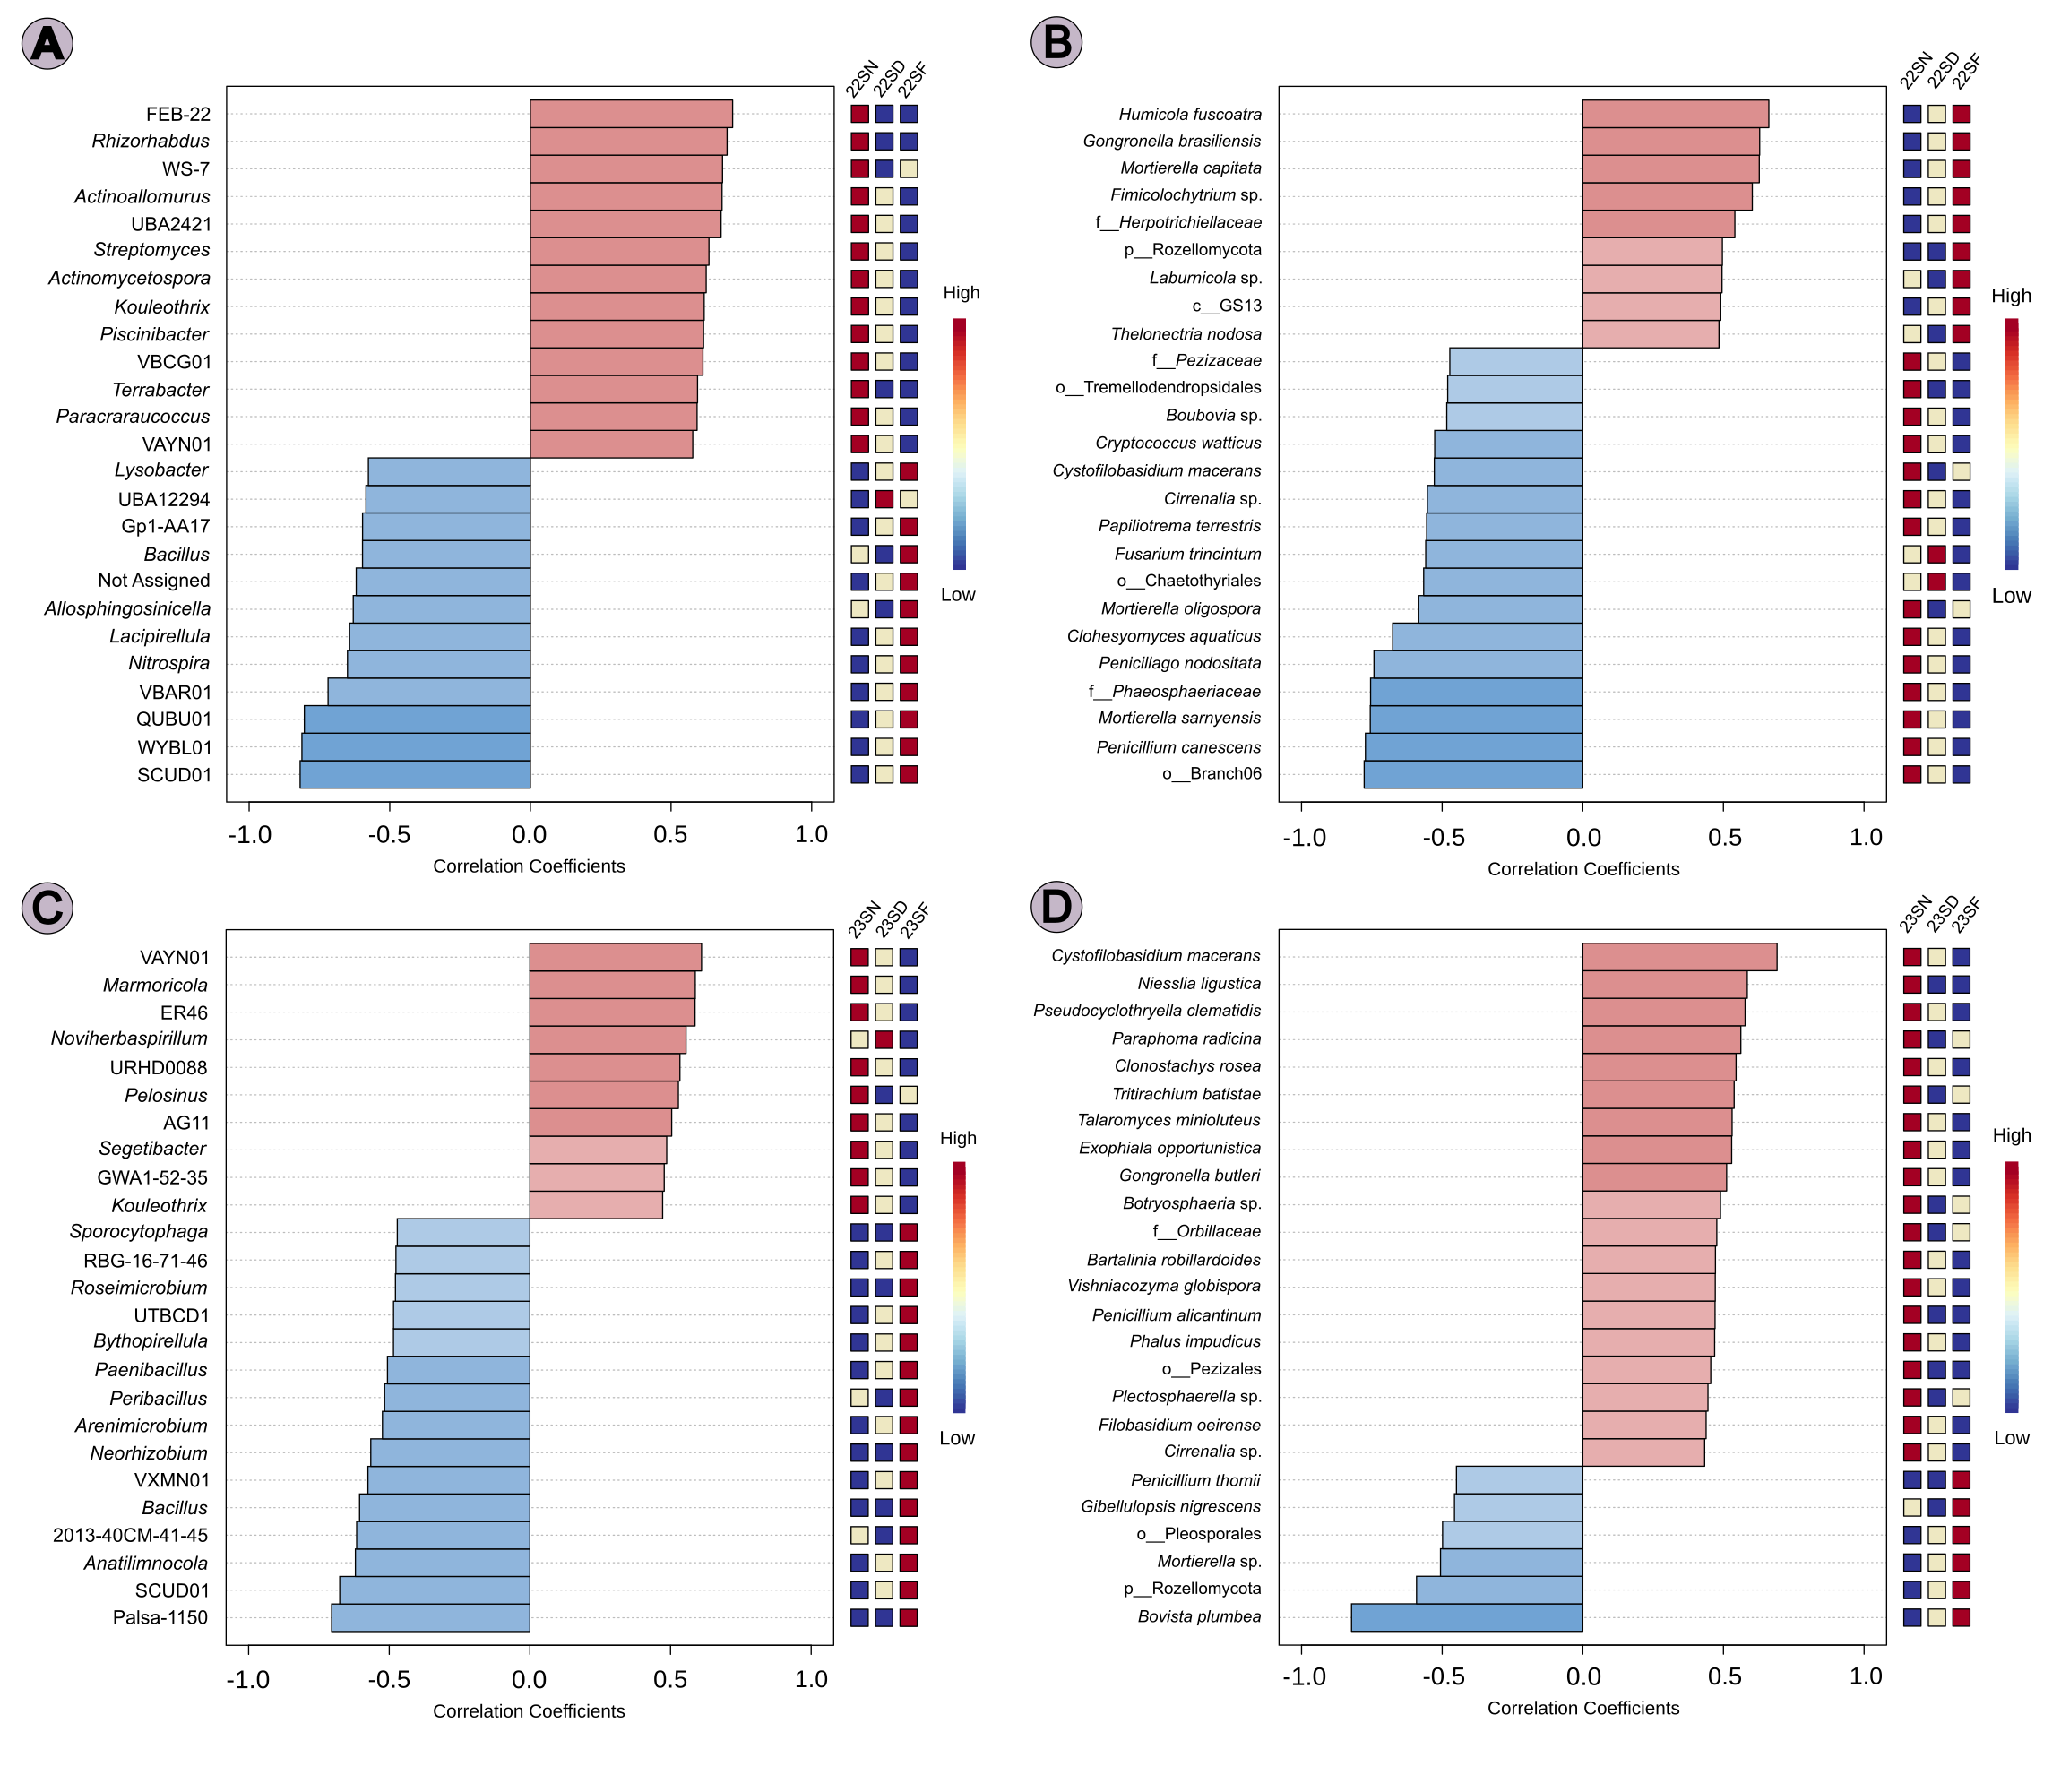 A
22SN 22SD 22SF
FEB-22
Rhizorhabdus
WS-7
Actinoallomurus
UBA2421
Streptomyces
Actinomycetospora
Kouleothrix
Piscinibacter
VBCG01
Terrabacter
Paracraraucoccus
VAYN01
Lysobacter
UBA12294
Gp1-AA17
Bacillus
Not Assigned
Allosphingosinicella
Lacipirellula
Nitrospira
VBAR01
QUBU01
WYBL01
SCUD01
High
Low
-1.0 -0.5 0.0 0.5 1.0
Correlation Coefficients
B
22SN 22SD 22SF
Humicola fuscoatra
Gongronella brasiliensis
Mortierella capitata
Fimicolochytrium sp.
f__Herpotrichiellaceae
p__Rozellomycota
Laburnicola sp.
c__GS13
Thelonectria nodosa
f__Pezizaceae
o__Tremellodendropsidales
Boubovia sp.
Cryptococcus watticus
Cystofilobasidium macerans
Cirrenalia sp.
Papiliotrema terrestris
Fusarium trincintum
o__Chaetothyriales
Mortierella oligospora
Clohesyomyces aquaticus
Penicillago nodositata
f__Phaeosphaeriaceae
Mortierella sarnyensis
Penicillium canescens
o__Branch06
High
Low
-1.0 -0.5 0.0 0.5 1.0
Correlation Coefficients
C
23SN 23SD 23SF
VAYN01
Marmoricola
ER46
Noviherbaspirillum
URHD0088
Pelosinus
AG11
Segetibacter
GWA1-52-35
Kouleothrix
Sporocytophaga
RBG-16-71-46
Roseimicrobium
UTBCD1
Bythopirellula
Paenibacillus
Peribacillus
Arenimicrobium
Neorhizobium
VXMN01
Bacillus
2013-40CM-41-45
Anatilimnocola
SCUD01
Palsa-1150
High
Low
-1.0 -0.5 0.0 0.5 1.0
Correlation Coefficients
D
23SN 23SD 23SF
Cystofilobasidium macerans
Niesslia ligustica
Pseudocyclothryella clematidis
Paraphoma radicina
Clonostachys rosea
Tritirachium batistae
Talaromyces minioluteus
Exophiala opportunistica
Gongronella butleri
Botryosphaeria sp.
f__Orbillaceae
Bartalinia robillardoides
Vishniacozyma globispora
Penicillium alicantinum
Phalus impudicus
o__Pezizales
Plectosphaerella sp.
Filobasidium oeirense
Cirrenalia sp.
Penicillium thomii
Gibellulopsis nigrescens
o__Pleosporales
Mortierella sp.
p__Rozellomycota
Bovista plumbea
High
Low
-1.0 -0.5 0.0 0.5 1.0
Correlation Coefficients